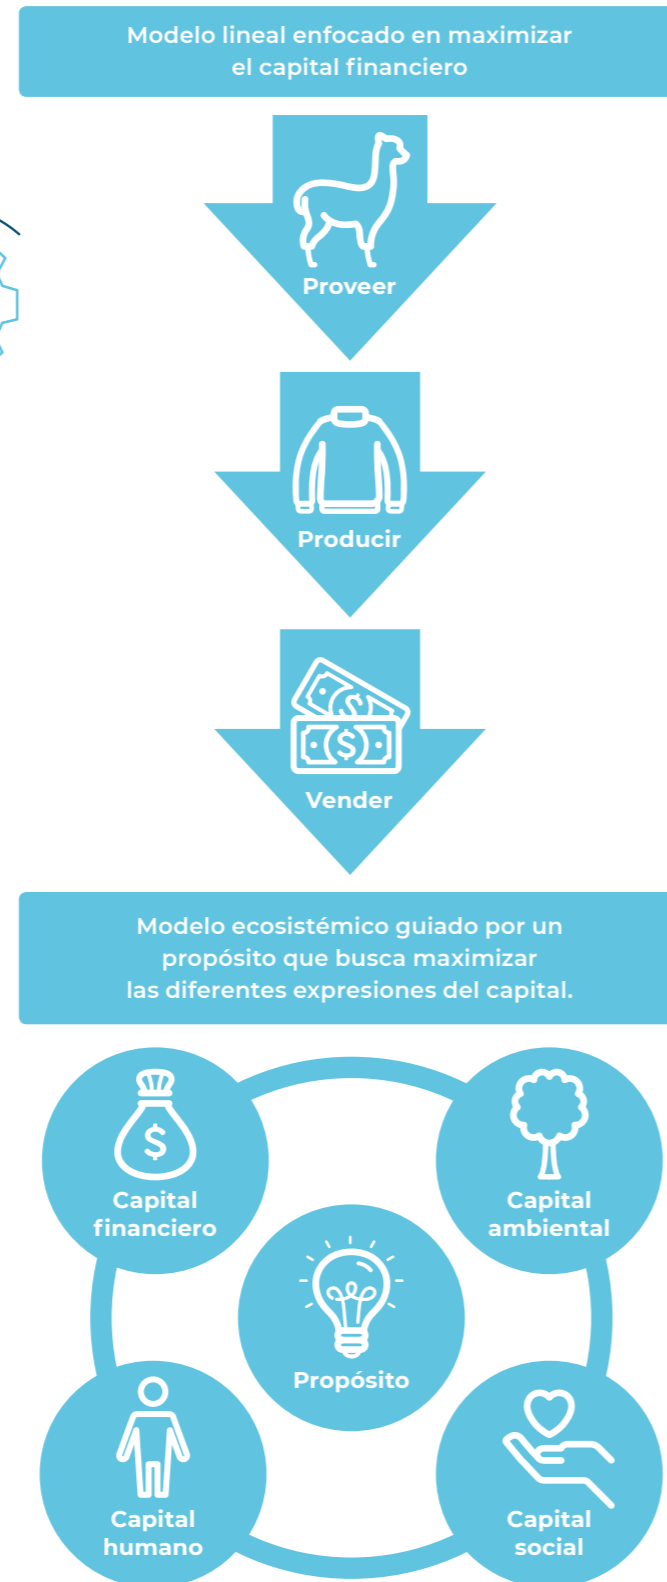 Modelo lineal enfocado en maximizar
el capital financiero
Proveer
Producir
$
$
Vender
Modelo ecosistémico guiado por un
propósito que busca maximizar
las diferentes expresiones del capital.
$
Capital
financiero
Capital
ambiental
Propósito
Capital
humano
Capital
social